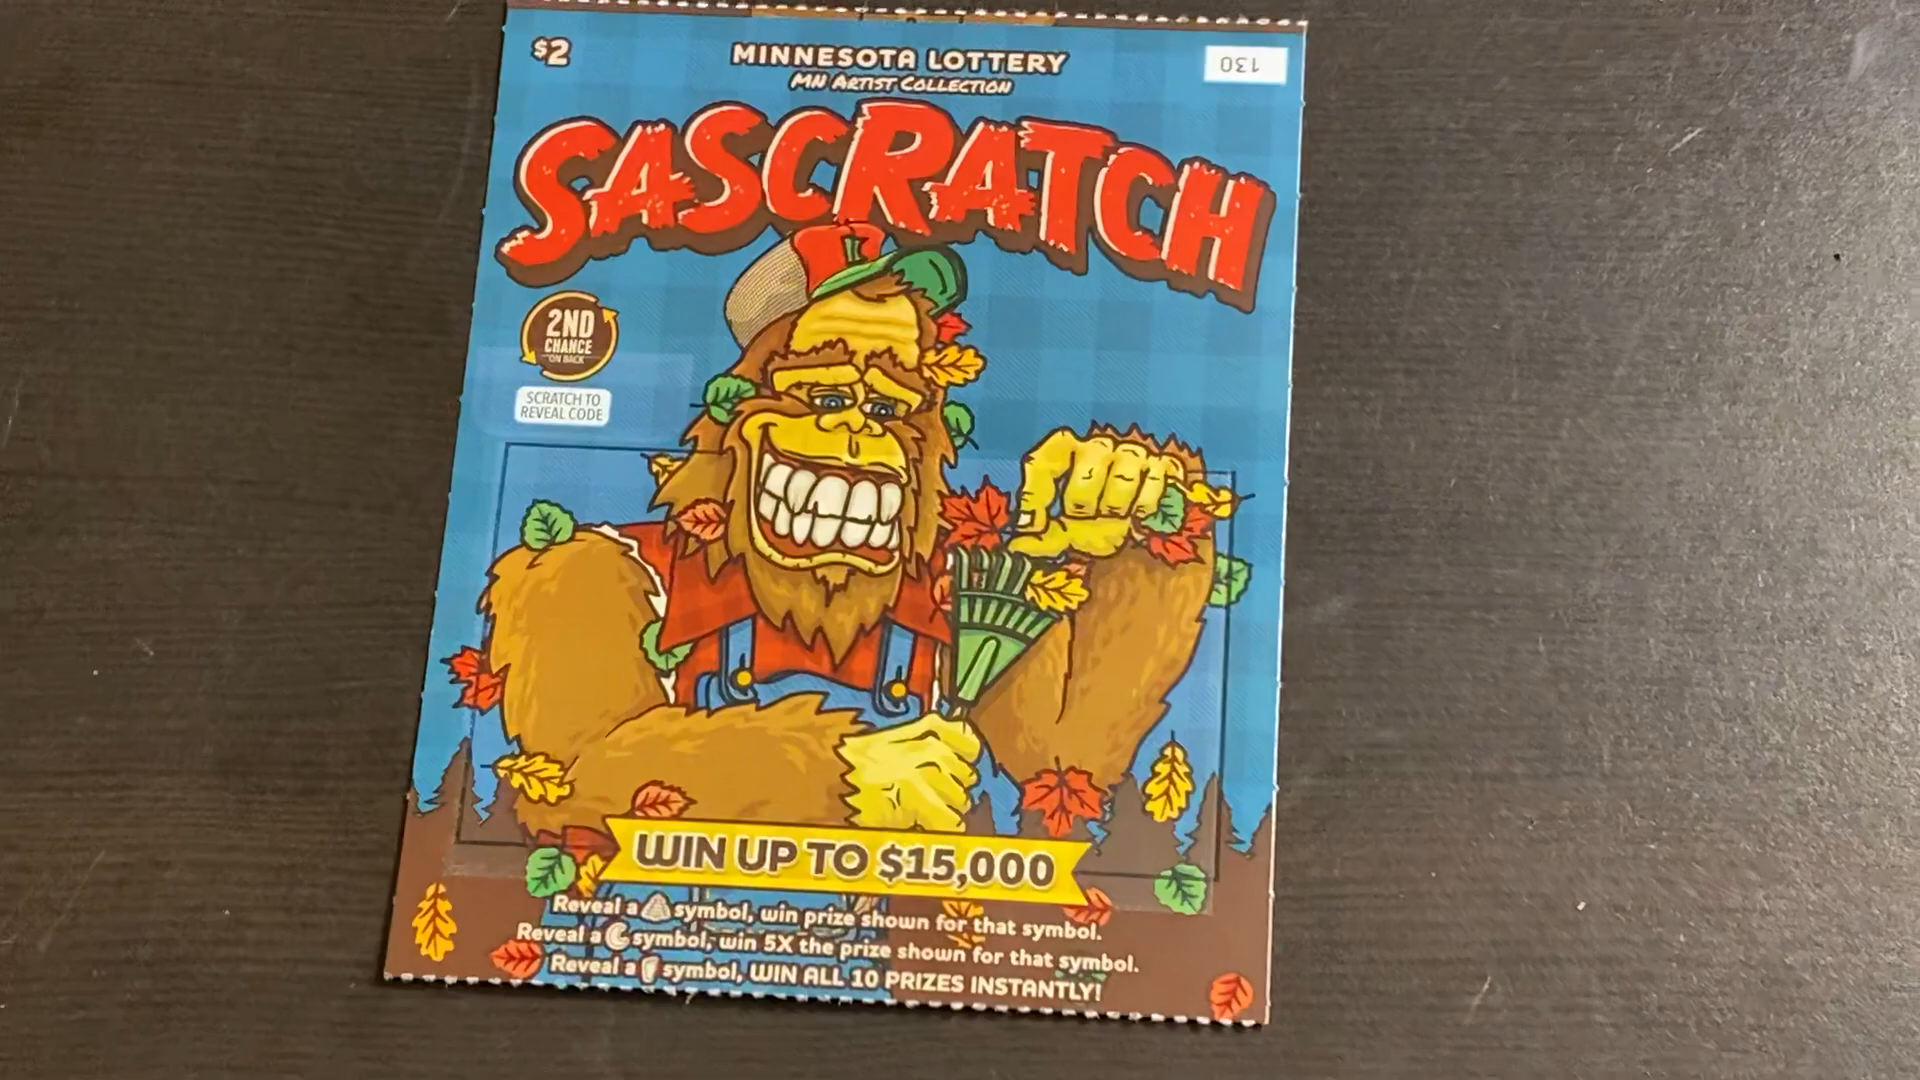 $2
MINNESOTA LOTTERY
MN ARTIST COLLECTION
130
SASCRATCH
2ND
CHANCE
ON BACK
SCRATCH TO
REVEAL CODE
WIN UP TO $15,000
Reveal a symbol, win prize shown for that symbol.
Reveal a symbol, win 5X the prize shown for that symbol.
Reveal a symbol, WIN ALL 10 PRIZES INSTANTLY!